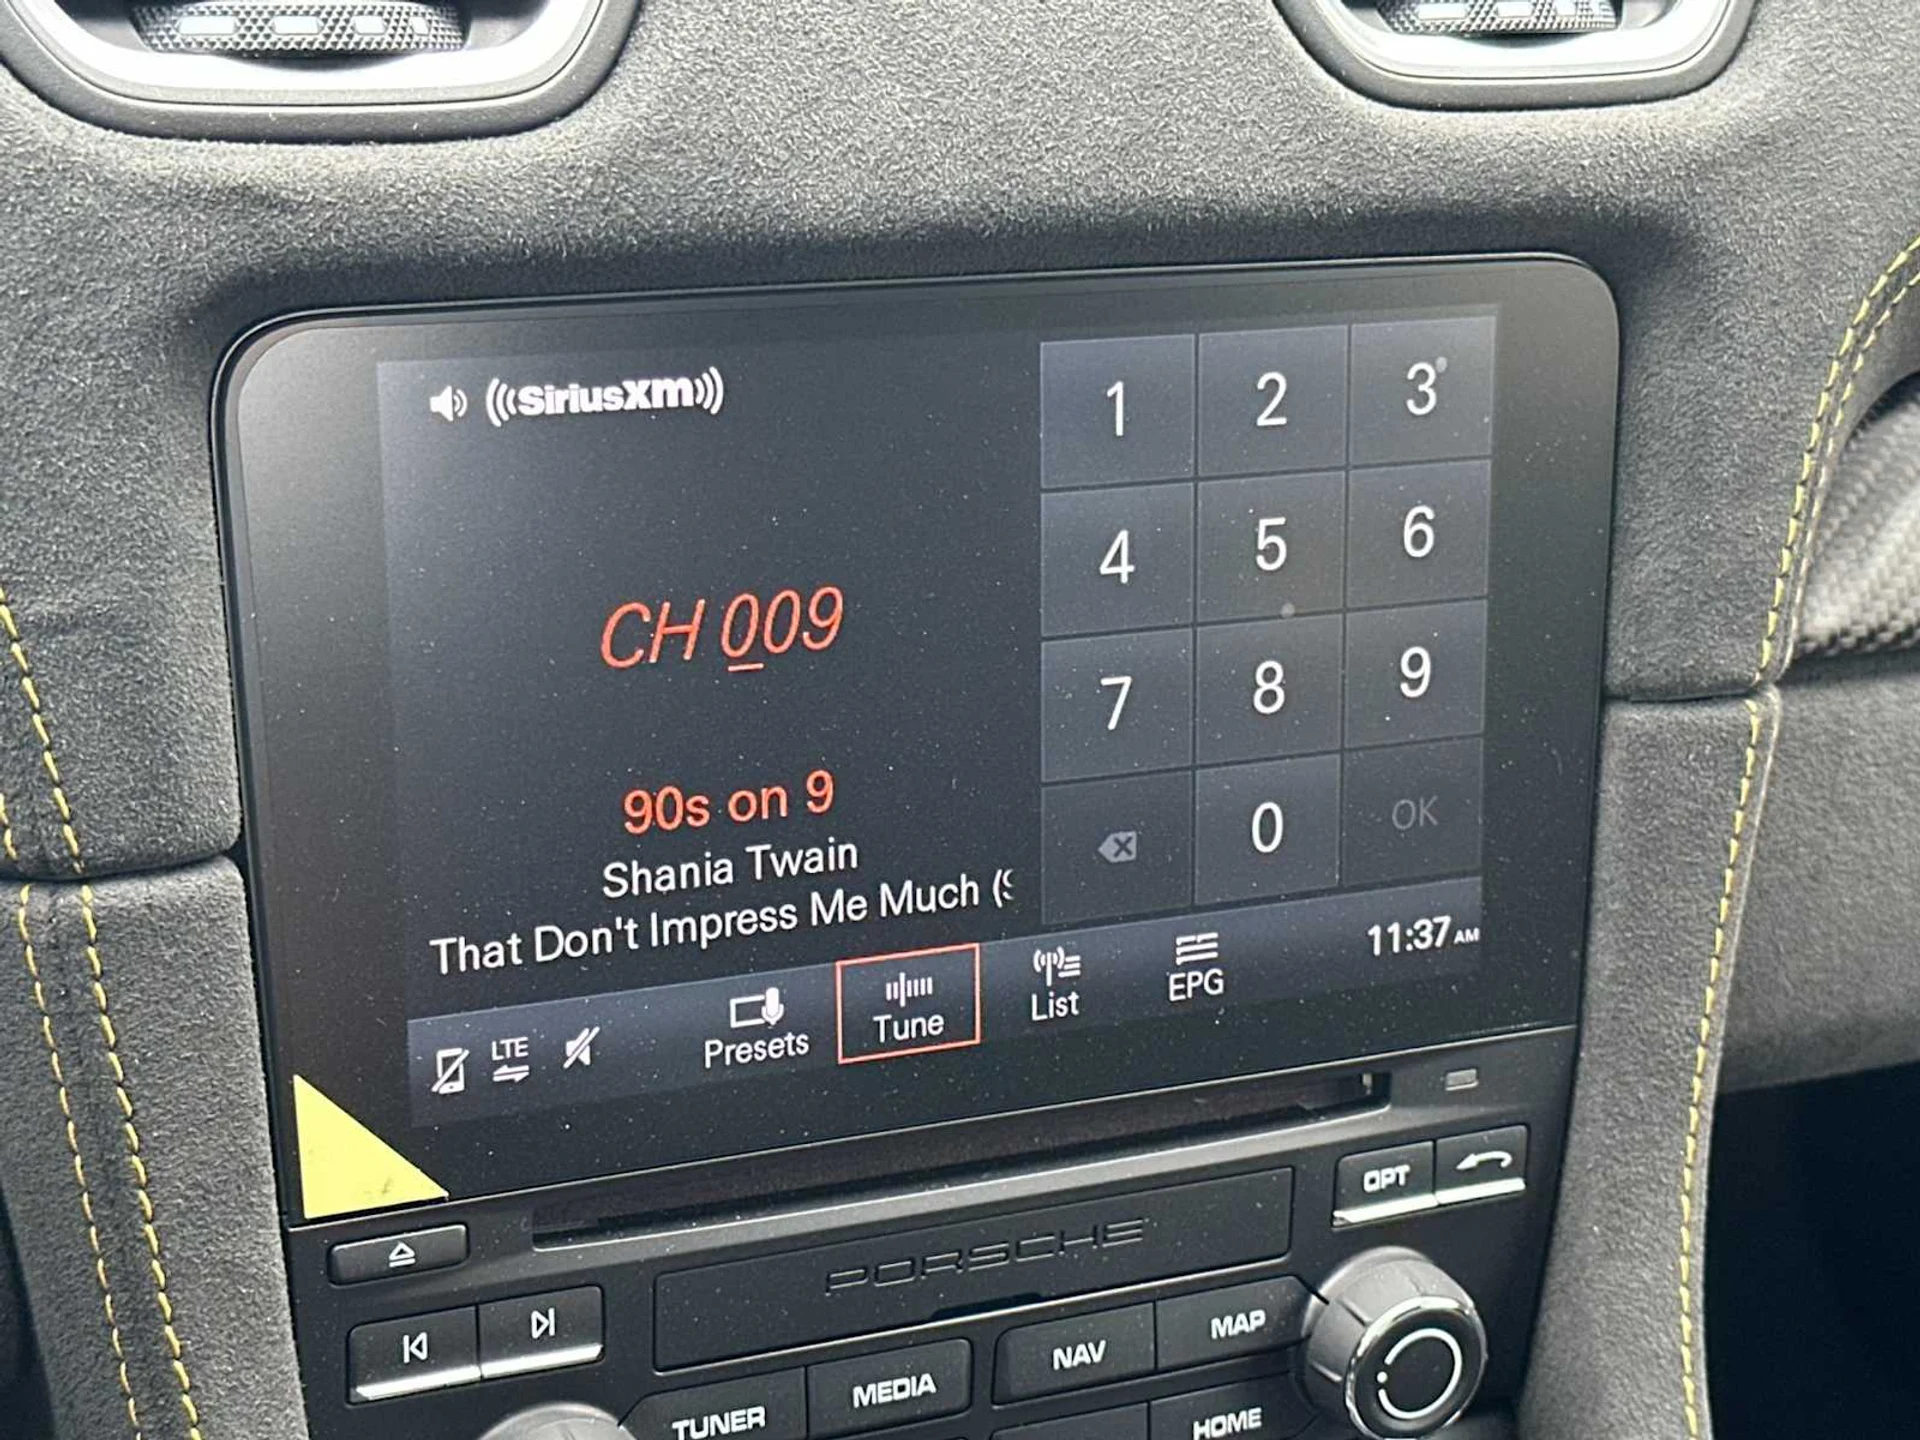 SiriusXM
1 2 3
4 5 6
CH 009
7 8 9
0 OK
90s on 9
Shania Twain
That Don't Impress Me Much (
11:37 AM
LTE
Presets
Tune
List
EPG
OPT
PORSCHE
NAV
MAP
TUNER
MEDIA
HOME